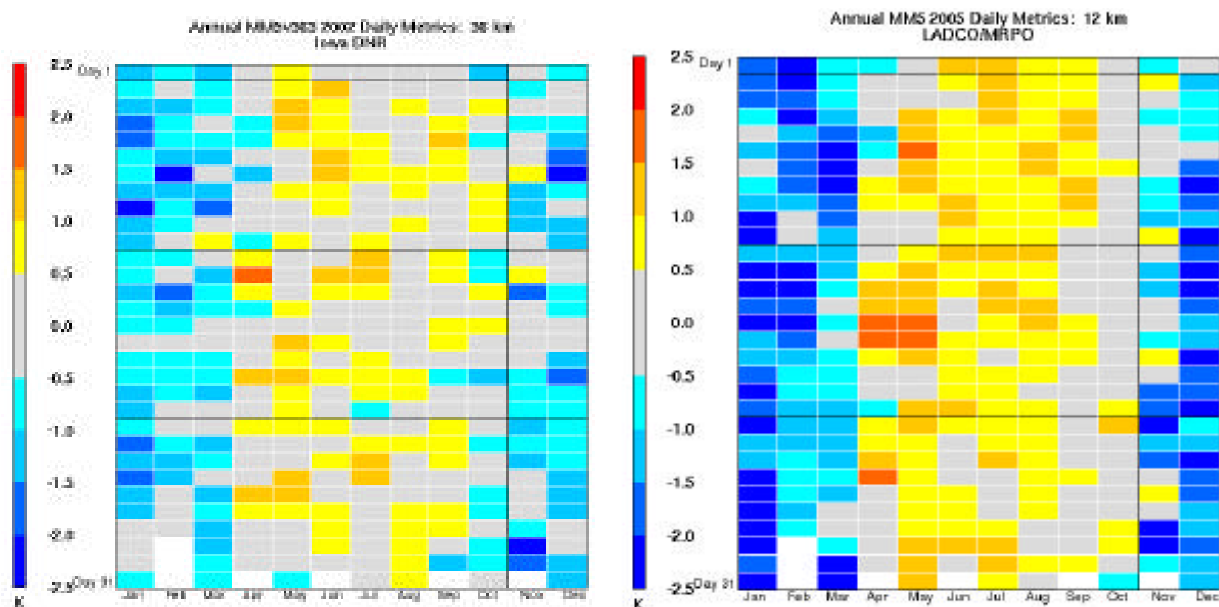 Annual MM5v363 2002 Daily Metrics: 36 km
Iowa DNR
2.5
2.0
1.5
1.0
0.5
0.0
-0.5
-1.0
-1.5
-2.0
-2.5
K
Day 1
Day 31
Jan Feb Mar Apr May Jun Jul Aug Sep Oct Nov Dec
Annual MM5 2005 Daily Metrics: 12 km
LADCO/MRPO
2.5
2.0
1.5
1.0
0.5
0.0
-0.5
-1.0
-1.5
-2.0
-2.5
K
Day 1
Day 31
Jan Feb Mar Apr May Jun Jul Aug Sep Oct Nov Dec